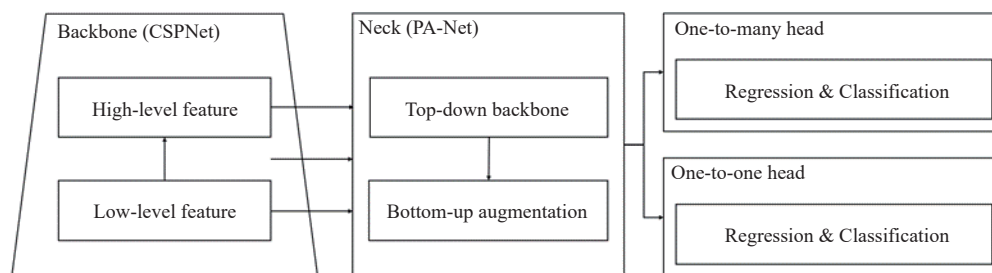 Backbone (CSPNet)
High-level feature
Low-level feature
Neck (PA-Net)
Top-down backbone
Bottom-up augmentation
One-to-many head
Regression & Classification
One-to-one head
Regression & Classification